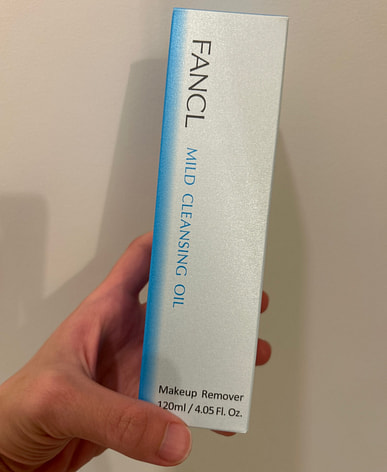 FANCL
MILD CLEANSING OIL
Makeup Remover
120ml / 4.05 Fl. Oz.